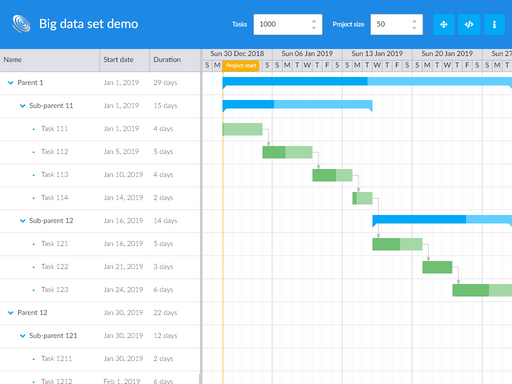 Big data set demo
Tasks 1000 Project size 50
Name Start date Duration
Sun 30 Dec 2018 Sun 06 Jan 2019 Sun 13 Jan 2019 Sun 20 Jan 2019 Sun 27
S M Project start S S M T W T F S S M T W T F S S M T W T F S S M T
Parent 1 Jan 1, 2019 29 days
Sub-parent 11 Jan 1, 2019 15 days
Task 111 Jan 1, 2019 4 days
Task 112 Jan 5, 2019 5 days
Task 113 Jan 10, 2019 4 days
Task 114 Jan 14, 2019 2 days
Sub-parent 12 Jan 16, 2019 14 days
Task 121 Jan 16, 2019 5 days
Task 122 Jan 21, 2019 3 days
Task 123 Jan 24, 2019 6 days
Parent 12 Jan 30, 2019 22 days
Sub-parent 121 Jan 30, 2019 12 days
Task 1211 Jan 30, 2019 2 days
Task 1212 Feb 1, 2019 6 days